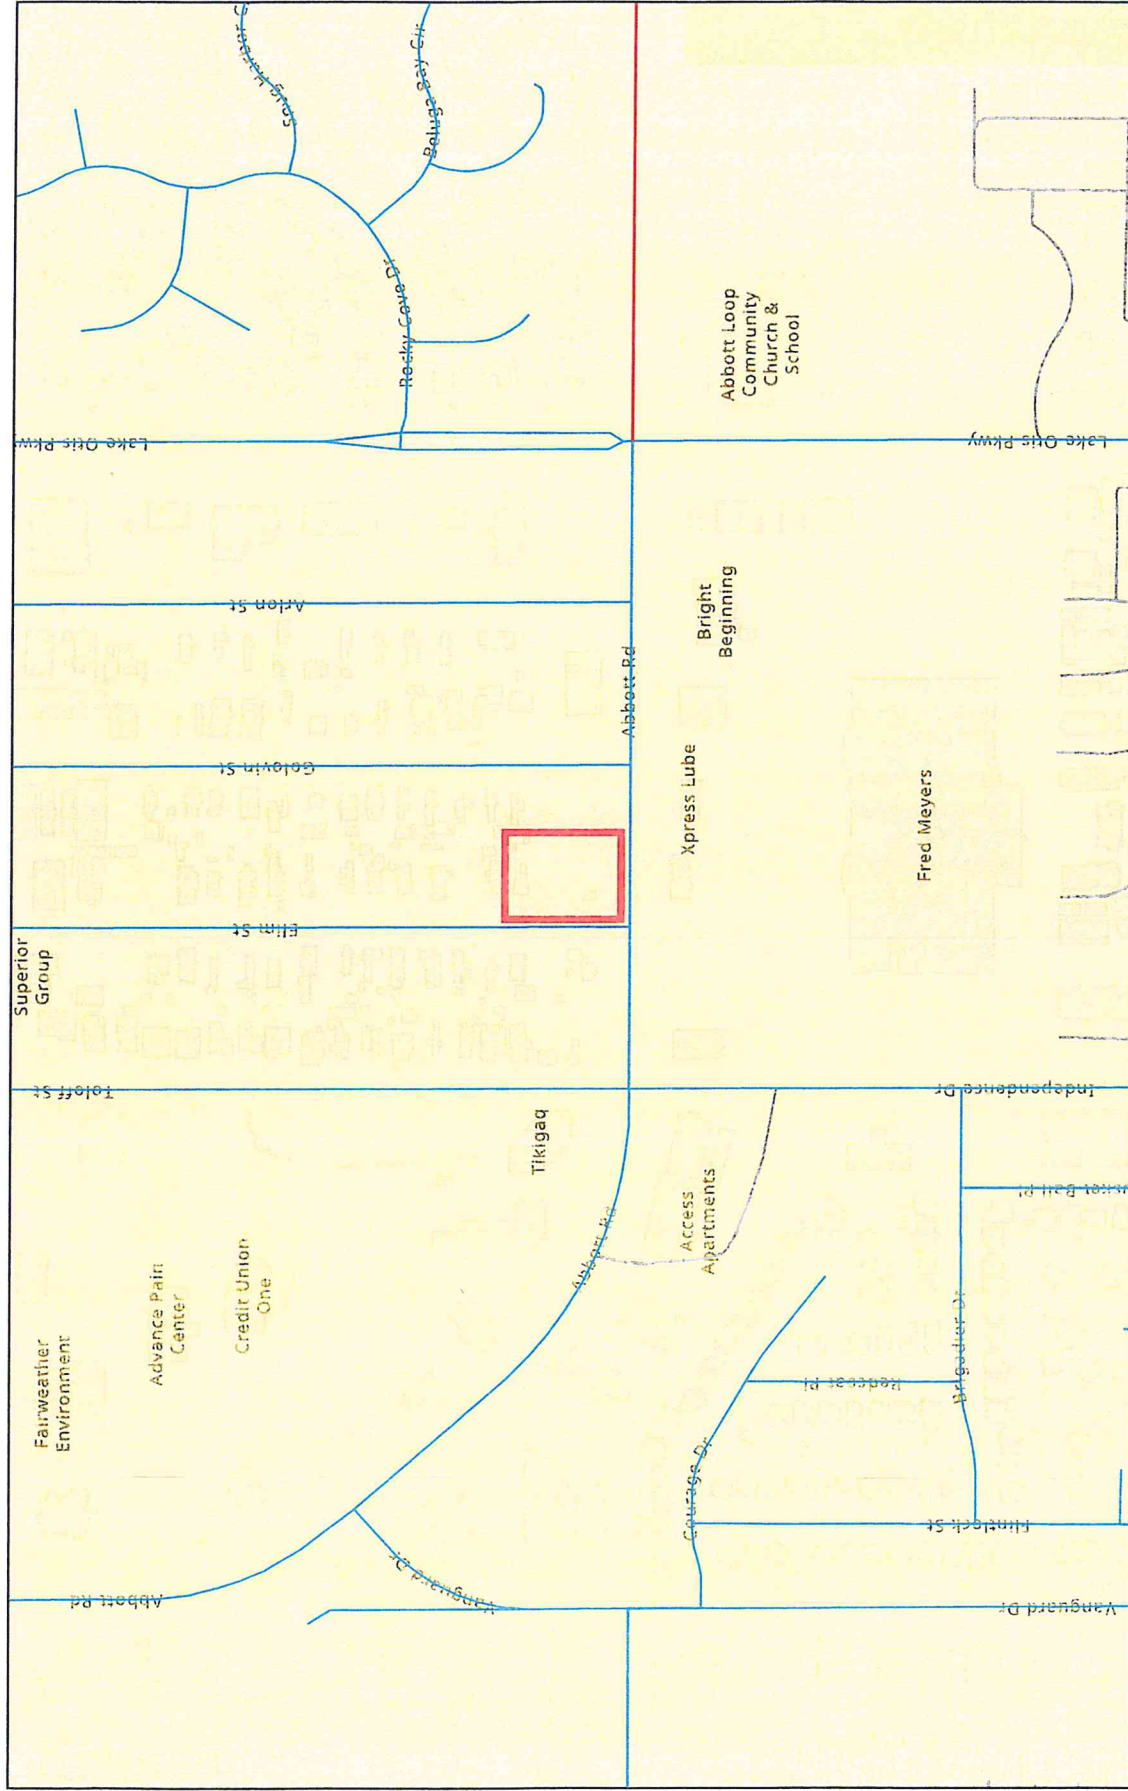 Superior
Group
Fairweather
Environment
Advance Pain
Center
Credit Union
One
Tikigaq
Abbott Rd
Abbott Rd
Abbott Rd
Vanguard Dr
Vanguard Dr
Toloff St
Elim St
Golovin St
Arlon St
Lake Otis Pkwy
Lake Otis Pkwy
Rocky Cove Dr
Beluga Bay Cir
Abbott Loop
Community
Church &
School
Bright
Beginning
Xpress Lube
Fred Meyers
Independence Dr
Access
Apartments
Courage Dr
Redcoat Pl
Brigadier Dr
Flintlock St